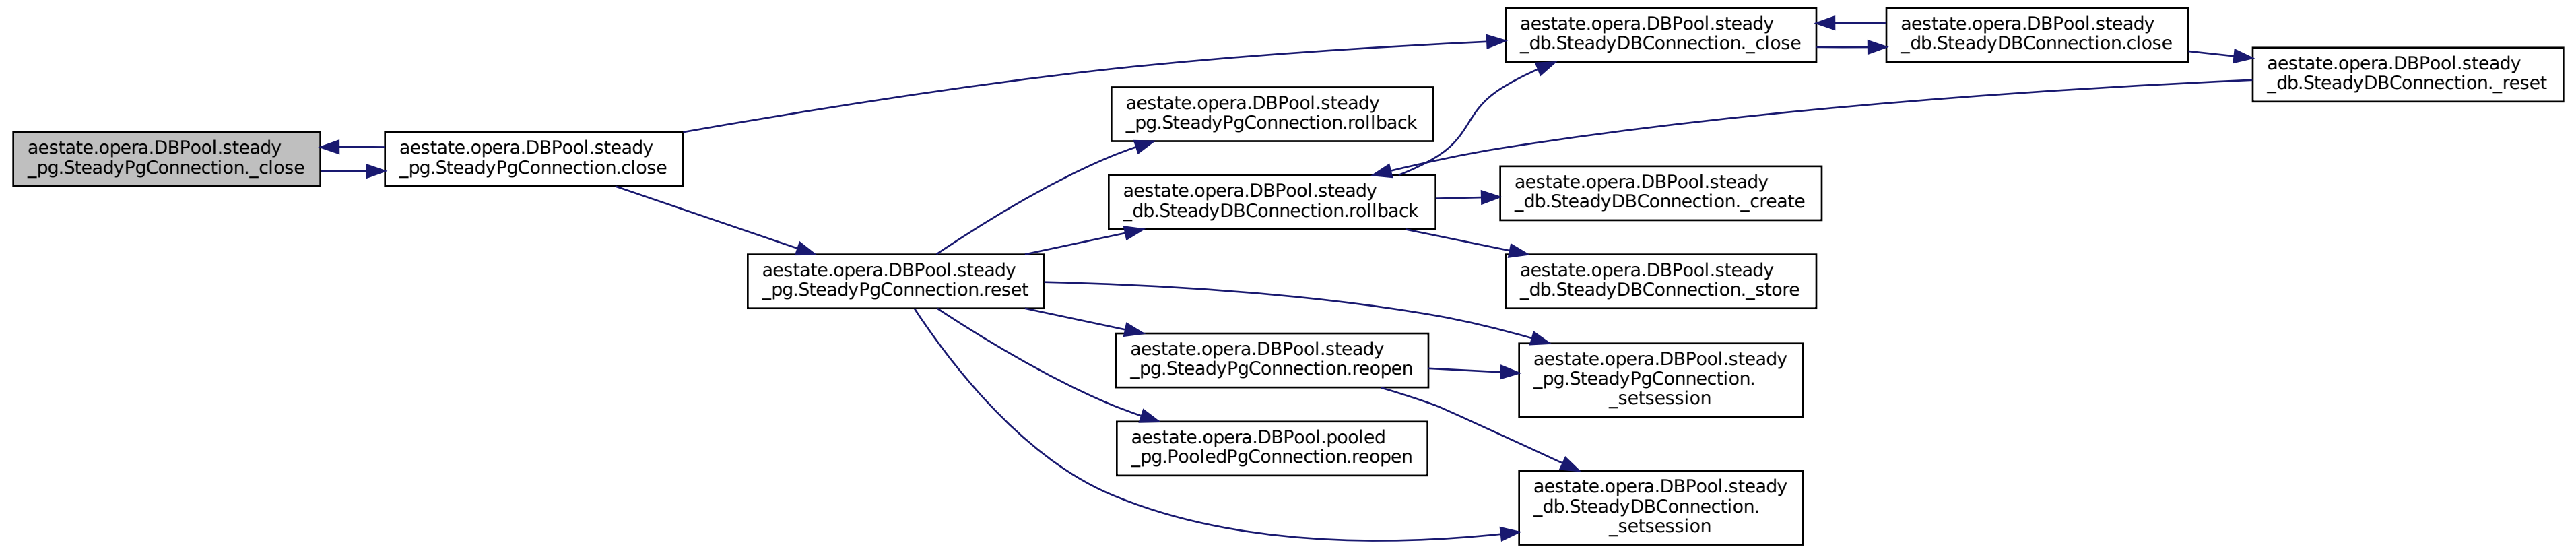 aestate.opera.DBPool.steady
_pg.SteadyPgConnection._close
aestate.opera.DBPool.steady
_pg.SteadyPgConnection.close
aestate.opera.DBPool.steady
_db.SteadyDBConnection._close
aestate.opera.DBPool.steady
_db.SteadyDBConnection.close
aestate.opera.DBPool.steady
_db.SteadyDBConnection._reset
aestate.opera.DBPool.steady
_pg.SteadyPgConnection.reset
aestate.opera.DBPool.steady
_pg.SteadyPgConnection.rollback
aestate.opera.DBPool.steady
_db.SteadyDBConnection.rollback
aestate.opera.DBPool.steady
_db.SteadyDBConnection._create
aestate.opera.DBPool.steady
_db.SteadyDBConnection._store
aestate.opera.DBPool.steady
_pg.SteadyPgConnection.reopen
aestate.opera.DBPool.steady
_pg.SteadyPgConnection.
_setsession
aestate.opera.DBPool.pooled
_pg.PooledPgConnection.reopen
aestate.opera.DBPool.steady
_db.SteadyDBConnection.
_setsession